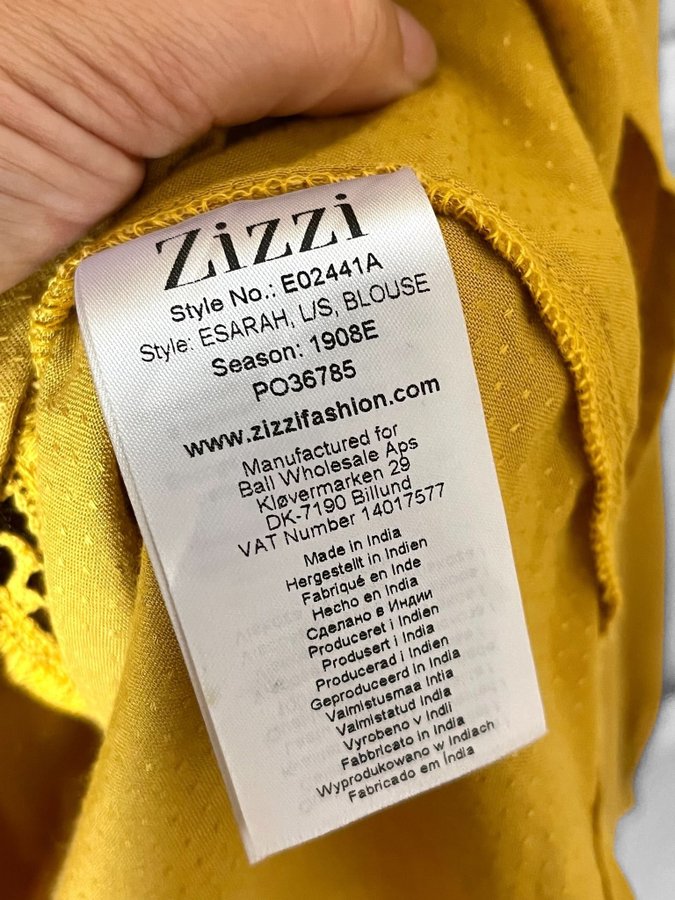 Zizzi
Style No.: E02441A
Style: ESARAH, L/S, BLOUSE
Season: 1908E
PO36785
www.zizzifashion.com
Manufactured for
Ball Wholesale Aps
Kløvermarken 29
DK-7190 Billund
VAT Number 14017577
Made in India
Hergestellt in Indien
Fabriqué en Inde
Hecho en India
Сделано в Индии
Produceret i Indien
Produsert i India
Producerad i Indien
Geproduceerd in India
Valmistusmaa Intia
Valmistatud India
Vyrobeno v Indii
Fabbricato in India
Wyprodukowano w Indiach
Fabricado em Índia